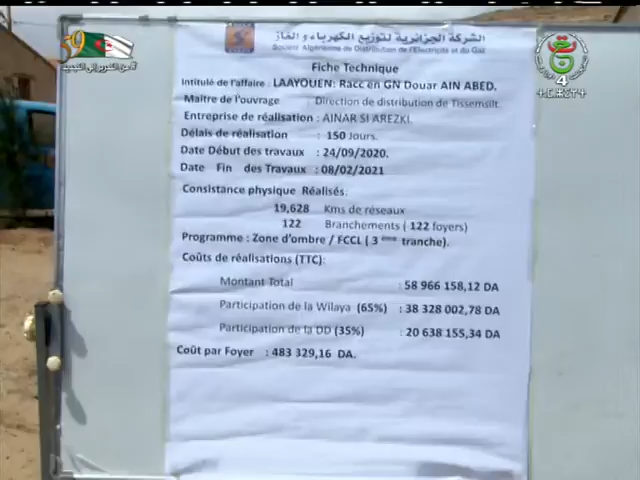 59
#من التحرير إلى التجديد
4
ⵜⵉⵙ ⵓⴽⵓⵥⵜ
الشركة الجزائرية لتوزيع الكهرباء و الغاز
Société Algérienne de Distribution de l'Electricité et du Gaz
Fiche Technique
Intitulé de l'affaire : LAAYOUEN: Racc en GN Douar AIN ABED.
Maitre de l'ouvrage : Direction de distribution de Tissemsilt.
Entreprise de réalisation : AINAR SI AREZKI.
Délais de réalisation : 150 Jours.
Date Début des travaux : 24/09/2020.
Date Fin des Travaux : 08/02/2021
Consistance physique Réalisés:
19,628 Kms de réseaux
122 Branchements ( 122 foyers)
Programme : Zone d'ombre / FCCL ( 3 ème tranche).
Coûts de réalisations (TTC):
Montant Total : 58 966 158,12 DA
Participation de la Wilaya (65%) : 38 328 002,78 DA
Participation de la DD (35%) : 20 638 155,34 DA
Coût par Foyer : 483 329,16 DA.